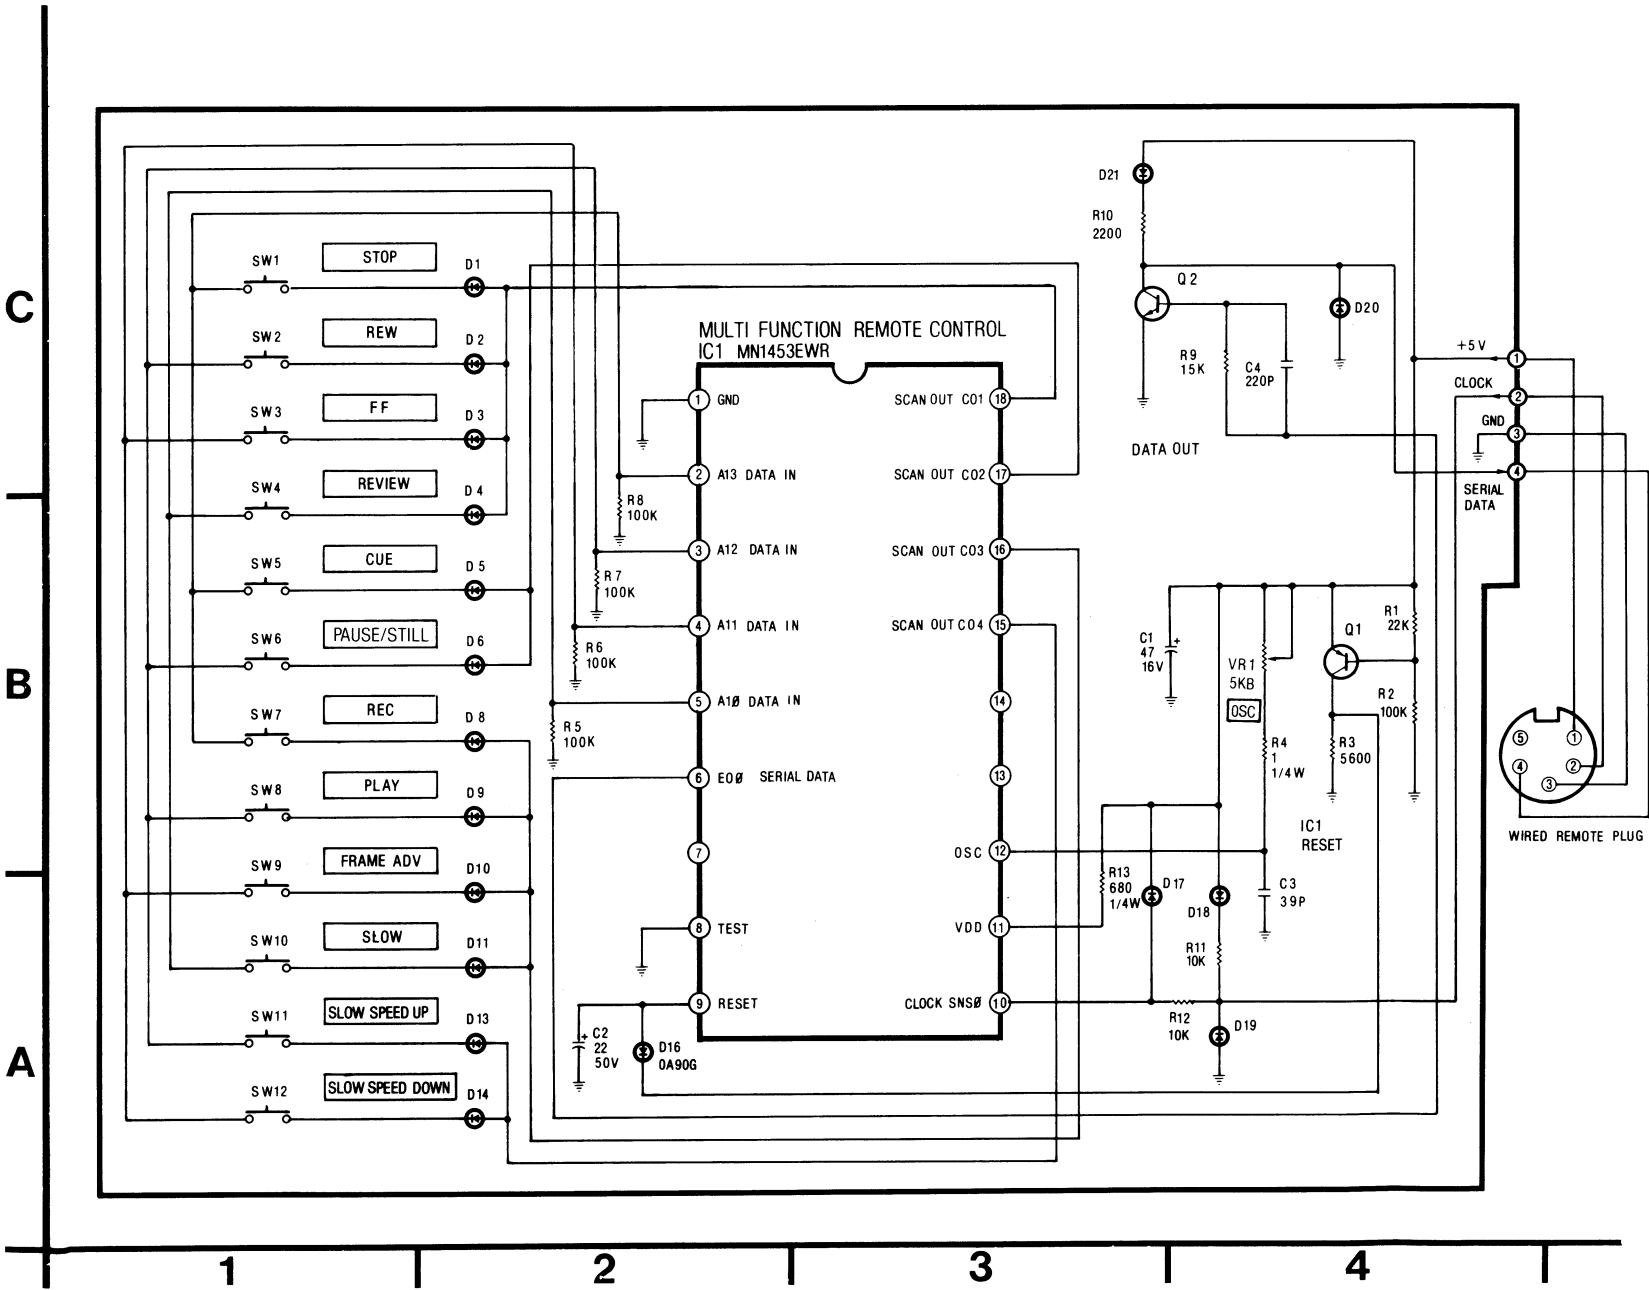 C
B
A
1
2
3
4
SW1
STOP
D1
SW2
REW
D2
SW3
FF
D3
SW4
REVIEW
D4
SW5
CUE
D5
SW6
PAUSE/STILL
D6
SW7
REC
D8
SW8
PLAY
D9
SW9
FRAME ADV
D10
SW10
SLOW
D11
SW11
SLOW SPEED UP
D13
SW12
SLOW SPEED DOWN
D14
R8
100K
R7
100K
R6
100K
R5
100K
C2
+
22
50V
D16
0A90G
MULTI FUNCTION REMOTE CONTROL
IC1 MN1453EWR
1 GND
2 A13 DATA IN
3 A12 DATA IN
4 A11 DATA IN
5 A1Ø DATA IN
6 EOØ SERIAL DATA
7
8 TEST
9 RESET
SCAN OUT CO1 18
SCAN OUT CO2 17
SCAN OUT CO3 16
SCAN OUT CO4 15
14
13
OSC 12
VDD 11
CLOCK SNSØ 10
D21
R10
2200
Q2
D20
R9
15K
C4
220P
DATA OUT
+5V
1
CLOCK
2
GND
3
4
SERIAL
DATA
C1
47
16V
+
VR1
5KB
OSC
R4
1
1/4W
Q1
R1
22K
R2
100K
R3
5600
IC1
RESET
R13
680
1/4W
D17
D18
C3
39P
R11
10K
R12
10K
D19
5
1
4
2
3
WIRED REMOTE PLUG